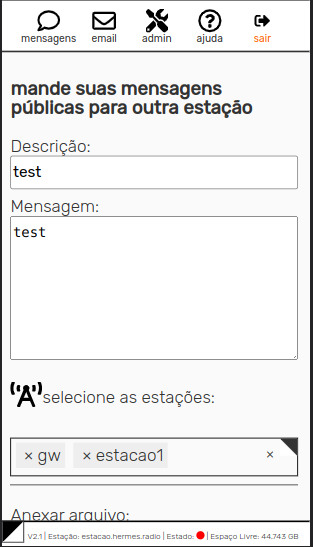 mensagens email admin ajuda sair
mande suas mensagens
públicas para outra estação
Descrição:
test
Mensagem:
test
selecione as estações:
× gw × estacao1 ×
Anexar arquivo:
V2.1 | Estação: estacao.hermes.radio | Estado: | Espaço Livre: 44.743 GB